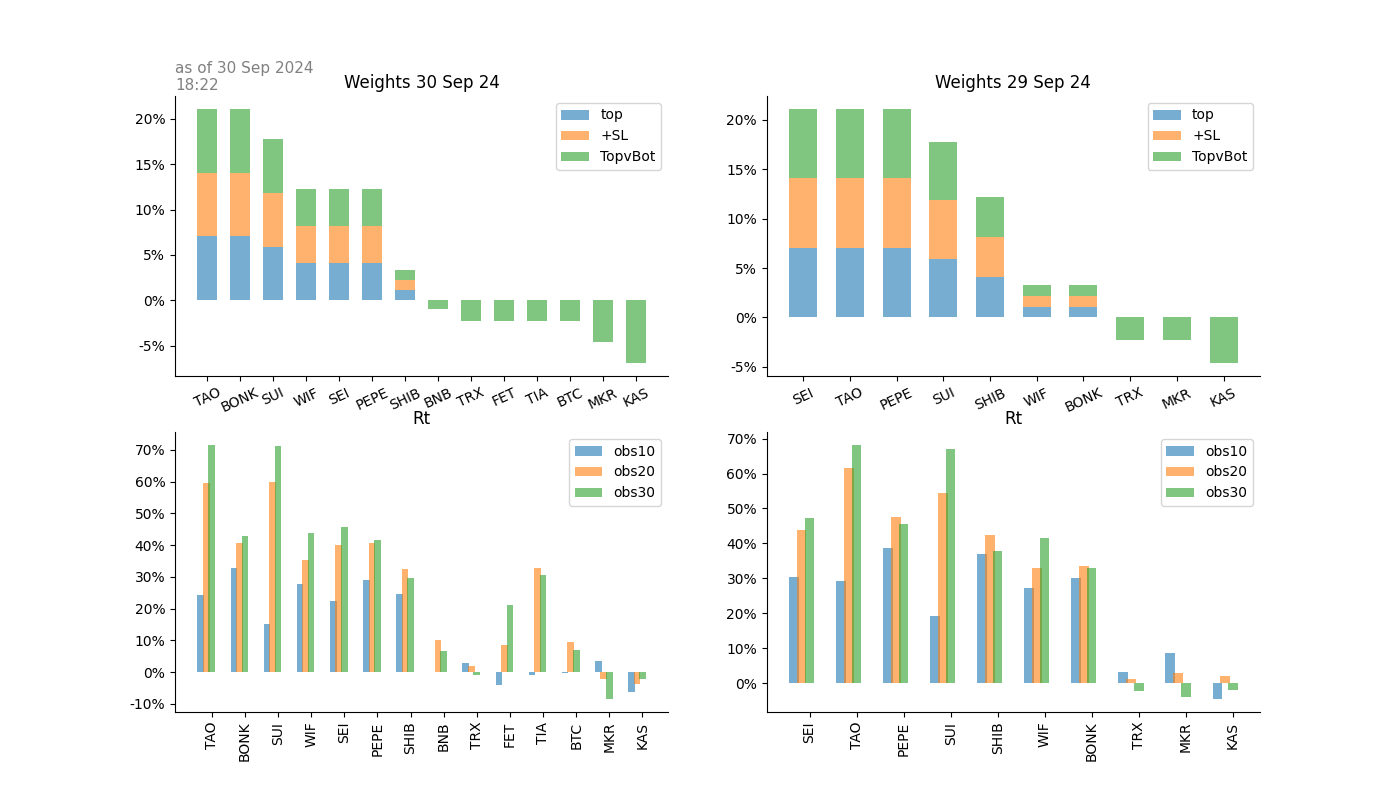 as of 30 Sep 2024
18:22
Weights 30 Sep 24
20%
15%
10%
5%
0%
-5%
top
+SL
TopvBot
TAO BONK SUI WIF SEI PEPE SHIB BNB TRX FET TIA BTC MKR KAS
Weights 29 Sep 24
20%
15%
10%
5%
0%
-5%
top
+SL
TopvBot
SEI TAO PEPE SUI SHIB WIF BONK TRX MKR KAS
Rt
70%
60%
50%
40%
30%
20%
10%
0%
-10%
obs10
obs20
obs30
TAO BONK SUI WIF SEI PEPE SHIB BNB TRX FET TIA BTC MKR KAS
Rt
70%
60%
50%
40%
30%
20%
10%
0%
obs10
obs20
obs30
SEI TAO PEPE SUI SHIB WIF BONK TRX MKR KAS